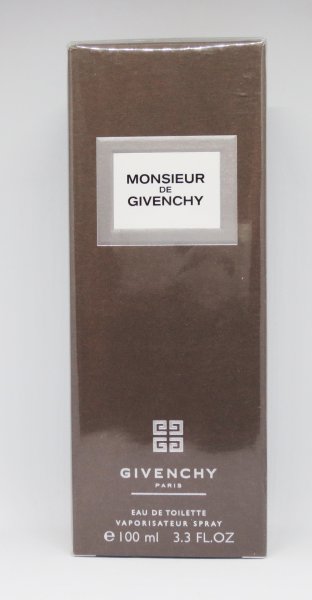 MONSIEUR
DE
GIVENCHY
GIVENCHY
PARIS
EAU DE TOILETTE
VAPORISATEUR SPRAY
℮ 100 ml 3.3 FL.OZ